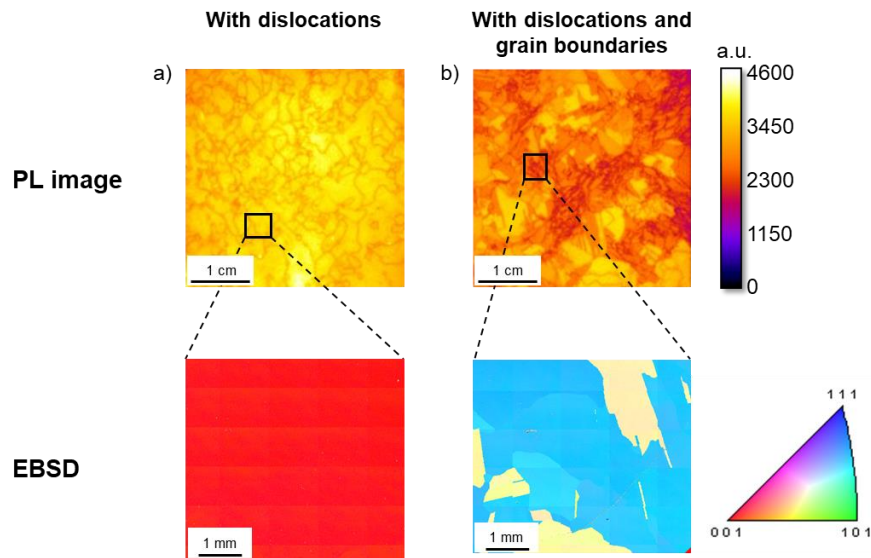 With dislocations
With dislocations and
grain boundaries
a)
b)
a.u.
4600
3450
2300
1150
0
PL image
1 cm
1 cm
EBSD
1 mm
1 mm
1 1 1
0 0 1
1 0 1